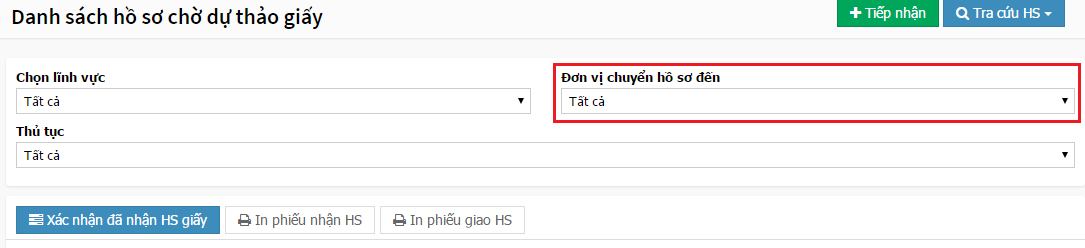 Danh sách hồ sơ chờ dự thảo giấy
Tiếp nhận
Tra cứu HS
Chọn lĩnh vực
Đơn vị chuyển hồ sơ đến
Tất cả
Tất cả
Thủ tục
Tất cả
Xác nhận đã nhận HS giấy
In phiếu nhận HS
In phiếu giao HS